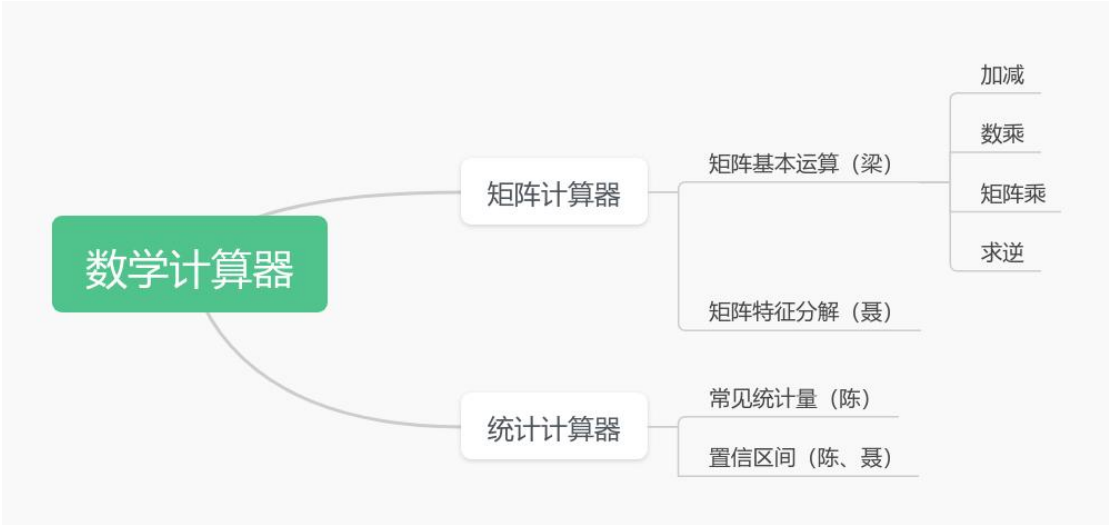 数学计算器
矩阵计算器
矩阵基本运算（梁）
加减
数乘
矩阵乘
求逆
矩阵特征分解（聂）
统计计算器
常见统计量（陈）
置信区间（陈、聂）